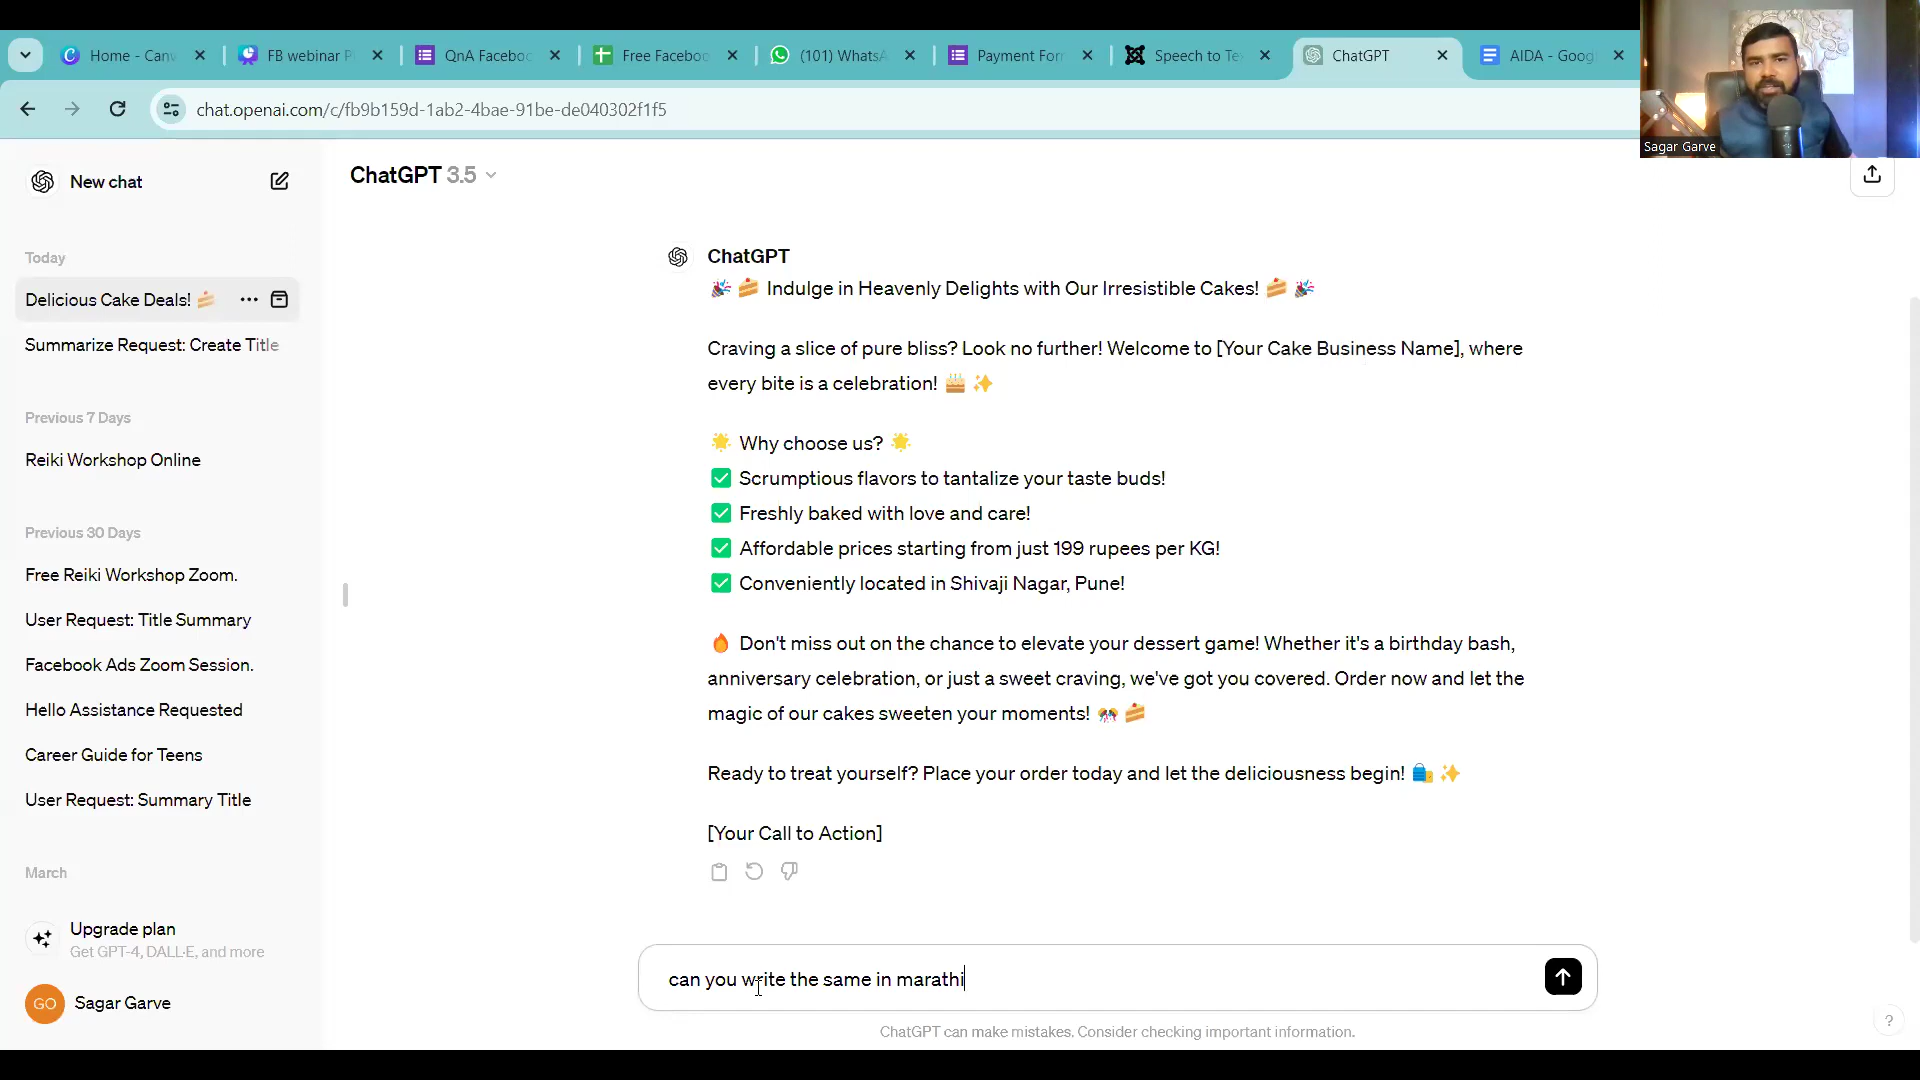 Home - Canv
FB webinar P
QnA Faceboc
Free Faceboo
(101) WhatsA
Payment For
Speech to Te
ChatGPT
AIDA - Goog
chat.openai.com/c/fb9b159d-1ab2-4bae-91be-de040302f1f5
Sagar Garve
New chat
ChatGPT 3.5
Today
Delicious Cake Deals! 🍰
Summarize Request: Create Title
Previous 7 Days
Reiki Workshop Online
Previous 30 Days
Free Reiki Workshop Zoom.
User Request: Title Summary
Facebook Ads Zoom Session.
Hello Assistance Requested
Career Guide for Teens
User Request: Summary Title
March
Upgrade plan
Get GPT-4, DALL·E, and more
GO
Sagar Garve
ChatGPT
🎉 🍰 Indulge in Heavenly Delights with Our Irresistible Cakes! 🍰 🎉
Craving a slice of pure bliss? Look no further! Welcome to [Your Cake Business Name], where
every bite is a celebration! 🎂 ✨
🌟 Why choose us? 🌟
✅ Scrumptious flavors to tantalize your taste buds!
✅ Freshly baked with love and care!
✅ Affordable prices starting from just 199 rupees per KG!
✅ Conveniently located in Shivaji Nagar, Pune!
🔥 Don't miss out on the chance to elevate your dessert game! Whether it's a birthday bash,
anniversary celebration, or just a sweet craving, we've got you covered. Order now and let the
magic of our cakes sweeten your moments! 🎊 🍰
Ready to treat yourself? Place your order today and let the deliciousness begin! 🛍️ ✨
[Your Call to Action]
can you write the same in marathi
ChatGPT can make mistakes. Consider checking important information.
?